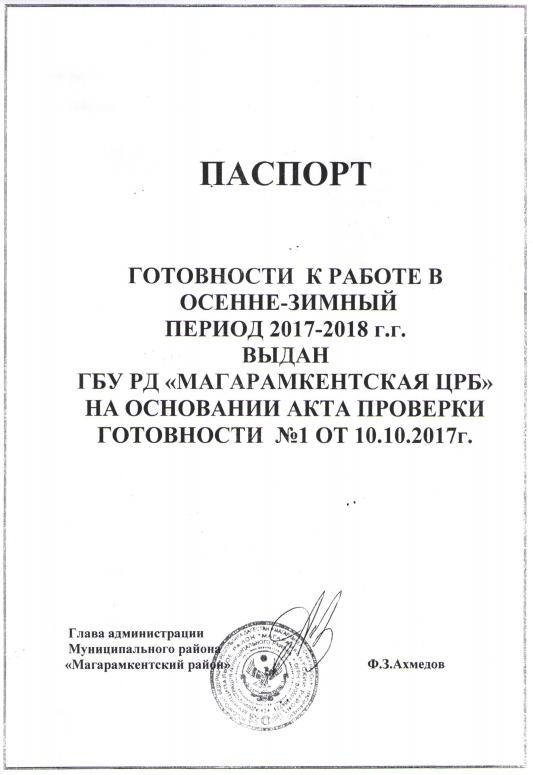 ПАСПОРТ
ГОТОВНОСТИ К РАБОТЕ В
ОСЕННЕ-ЗИМНЫЙ
ПЕРИОД 2017-2018 г.г.
ВЫДАН
ГБУ РД «МАГАРАМКЕНТСКАЯ ЦРБ»
НА ОСНОВАНИИ АКТА ПРОВЕРКИ
ГОТОВНОСТИ №1 ОТ 10.10.2017г.
Глава администрации
Муниципального района
«Магарамкентский район» Ф.З.Ахмедов